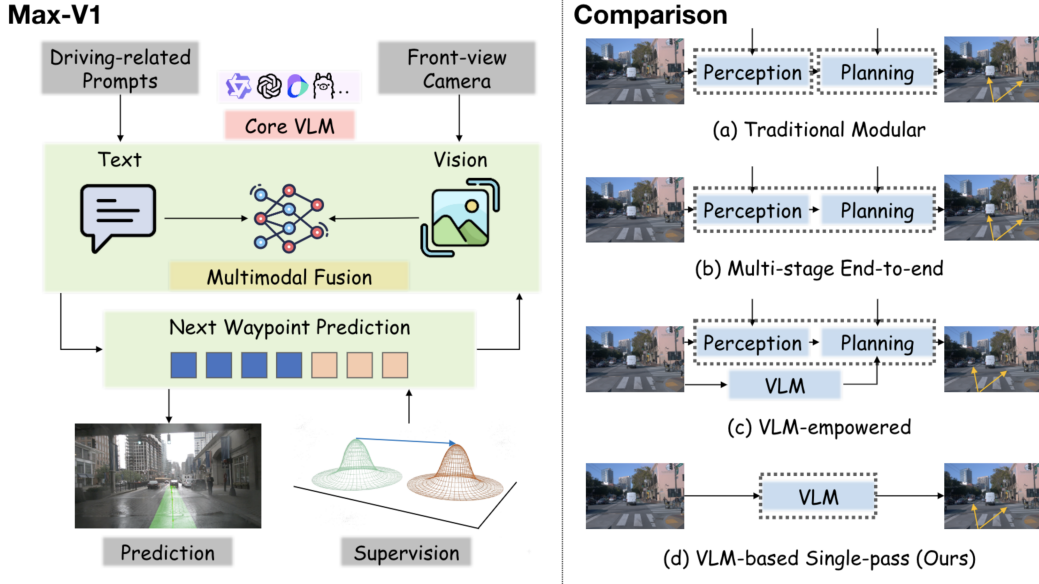 Max-V1
Driving-related
Prompts
Front-view
Camera
..
Core VLM
Text
Vision
Multimodal Fusion
Next Waypoint Prediction
Prediction
Supervision
Comparison
Perception
Planning
(a) Traditional Modular
Perception
Planning
(b) Multi-stage End-to-end
Perception
Planning
VLM
(c) VLM-empowered
VLM
(d) VLM-based Single-pass (Ours)